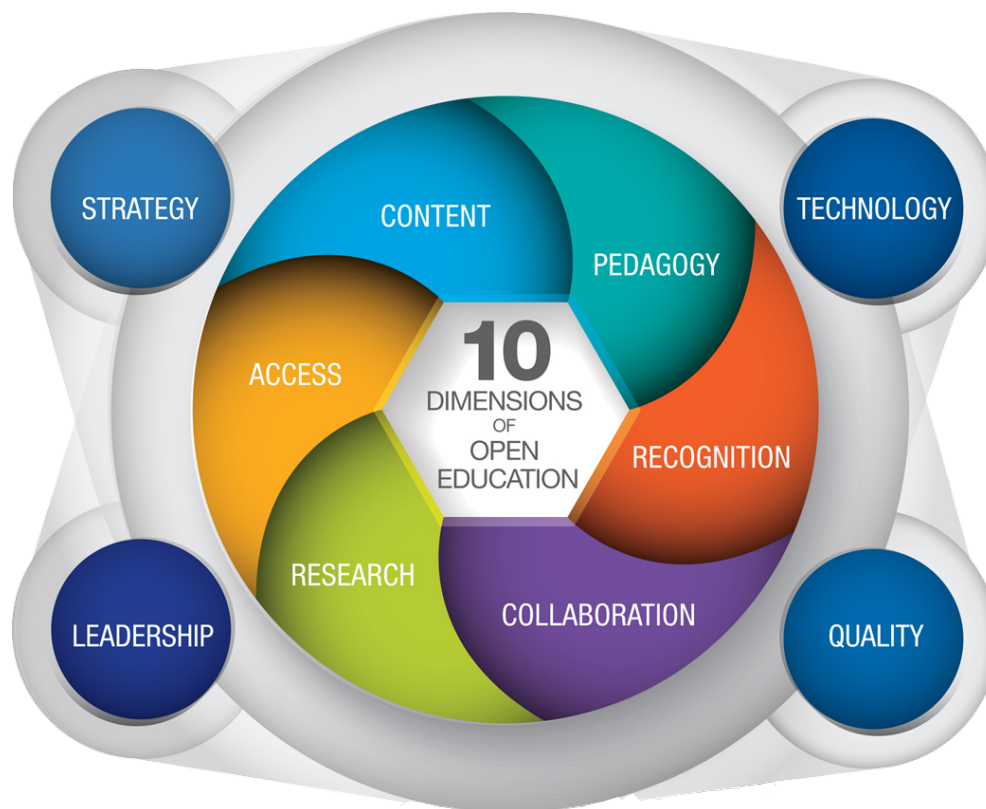 STRATEGY
TECHNOLOGY
CONTENT
PEDAGOGY
ACCESS
10
DIMENSIONS
OF
OPEN
EDUCATION
RECOGNITION
RESEARCH
COLLABORATION
LEADERSHIP
QUALITY